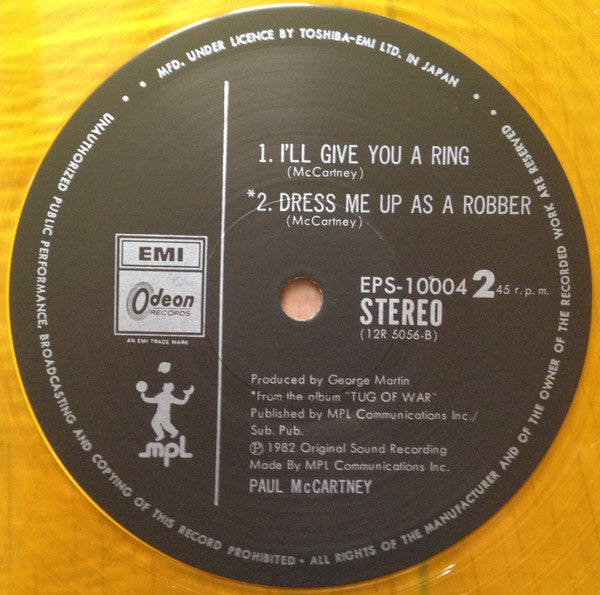 • MFD. UNDER LICENCE BY TOSHIBA-EMI LTD. IN JAPAN •
UNAUTHORIZED PUBLIC PERFORMANCE, BROADCASTING AND COPYING OF THIS RECORD PROHIBITED • ALL RIGHTS OF THE MANUFACTURER AND OF THE OWNER OF THE RECORDED WORK ARE RESERVED
1. I'LL GIVE YOU A RING
(McCartney)
*2. DRESS ME UP AS A ROBBER
(McCartney)
EMI
Odeon
RECORDS
AN EMI TRADE MARK
mpl
EPS-10004 2 45 r. p. m.
STEREO
(12R 5056-B)
Produced by George Martin
*From the album "TUG OF WAR"
Published by MPL Communications Inc./
Sub. Pub.
Ⓟ 1982 Original Sound Recording
Made By MPL Communications Inc.
PAUL McCARTNEY